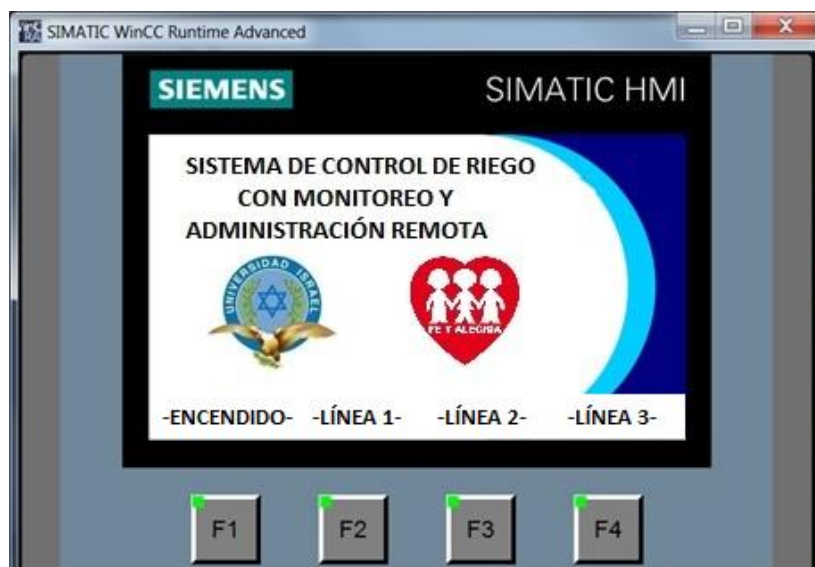 SIMATIC WinCC Runtime Advanced
SIEMENS
SIMATIC HMI
SISTEMA DE CONTROL DE RIEGO
CON MONITOREO Y
ADMINISTRACIÓN REMOTA
UNIVERSIDAD ISRAEL
FE Y ALEGRIA
-ENCENDIDO- -LÍNEA 1- -LÍNEA 2- -LÍNEA 3-
F1 F2 F3 F4